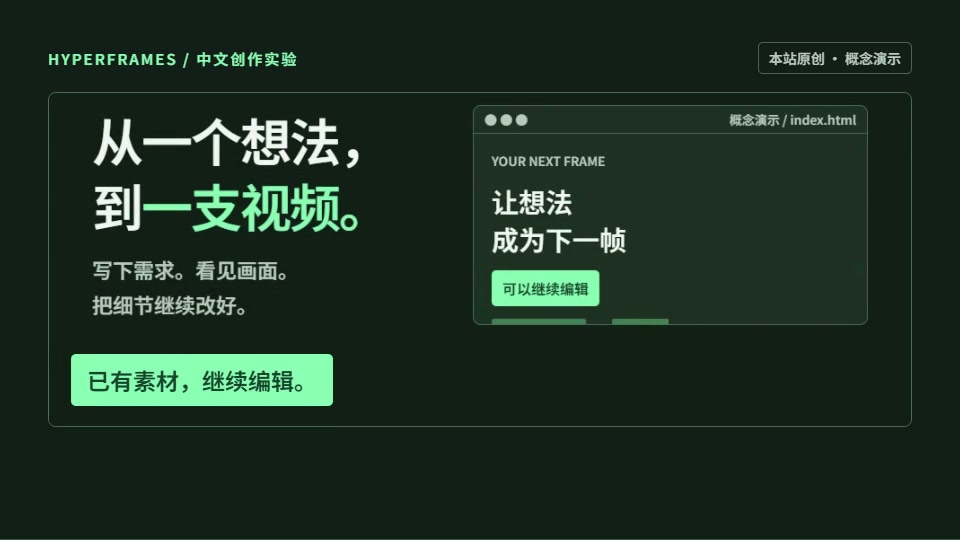 HYPERFRAMES / 中文创作实验
本站原创 · 概念演示
从一个想法，
到一支视频。
写下需求。看见画面。
把细节继续改好。
已有素材，继续编辑。
概念演示 / index.html
YOUR NEXT FRAME
让想法
成为下一帧
可以继续编辑